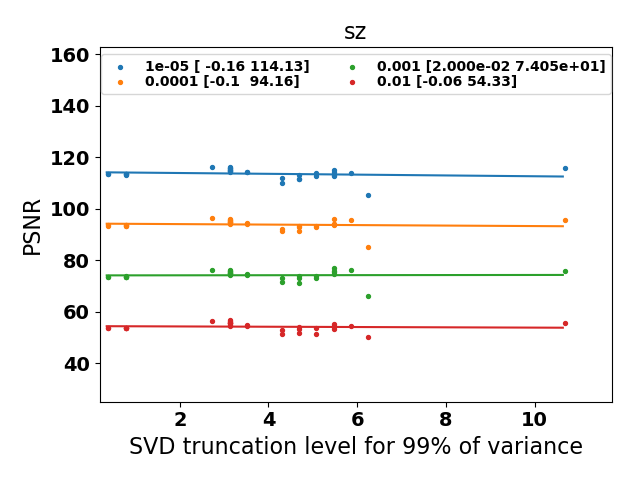 sz
1e-05 [ -0.16 114.13]
0.0001 [-0.1  94.16]
0.001 [2.000e-02 7.405e+01]
0.01 [-0.06 54.33]
PSNR
160
140
120
100
80
60
40
2 4 6 8 10
SVD truncation level for 99% of variance